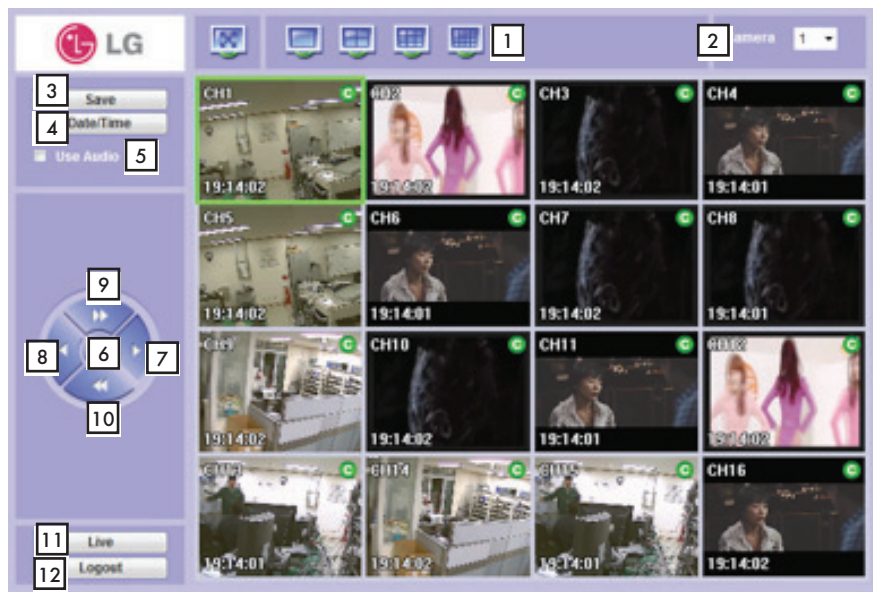 LG
1
2
amera 1
3
Save
4
Date/Time
Use Audio 5
9
8 6 7
10
11 Live
12 Logout
CH1 C CH2 C CH3 C CH4 C
19:14:02 19:14:02 19:14:02 19:14:01
CH5 C CH6 C CH7 C CH8 C
19:14:02 19:14:01 19:14:02 19:14:02
CH9 C CH10 C CH11 C CH12 C
19:14:02 19:14:02 19:14:01 19:14:02
CH13 C CH14 C CH15 C CH16 C
19:14:01 19:14:02 19:14:01 19:14:02